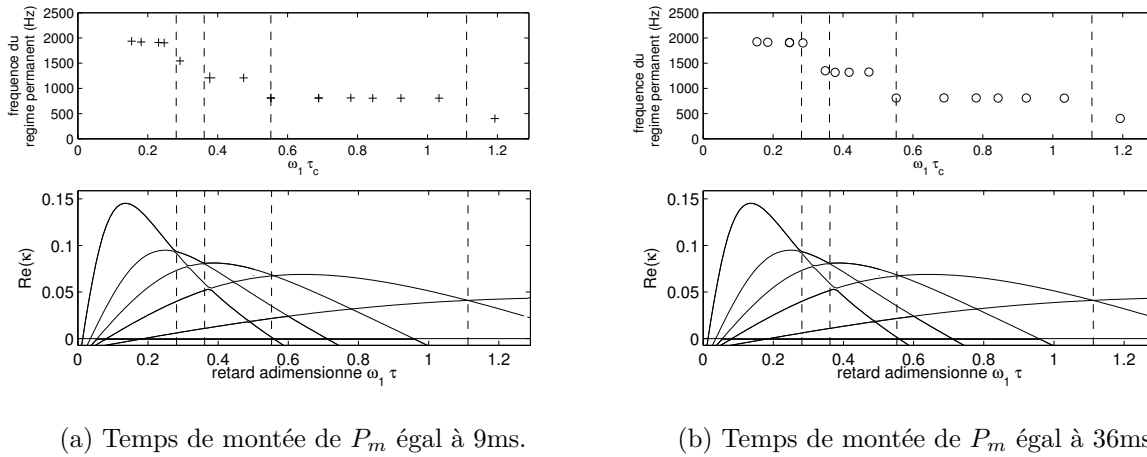 2500
2000
1500
1000
500
0
frequence du
regime permanent (Hz)
0 0.2 0.4 0.6 0.8 1 1.2
ω1 τc
0.15
0.1
0.05
0
Re(κ)
0 0.2 0.4 0.6 0.8 1 1.2
retard adimensionne ω1 τ
(a) Temps de montée de Pm égal à 9ms.
2500
2000
1500
1000
500
0
frequence du
regime permanent (Hz)
0 0.2 0.4 0.6 0.8 1 1.2
ω1 τc
0.15
0.1
0.05
0
Re(κ)
0 0.2 0.4 0.6 0.8 1 1.2
retard adimensionne ω1 τ
(b) Temps de montée de Pm égal à 36ms